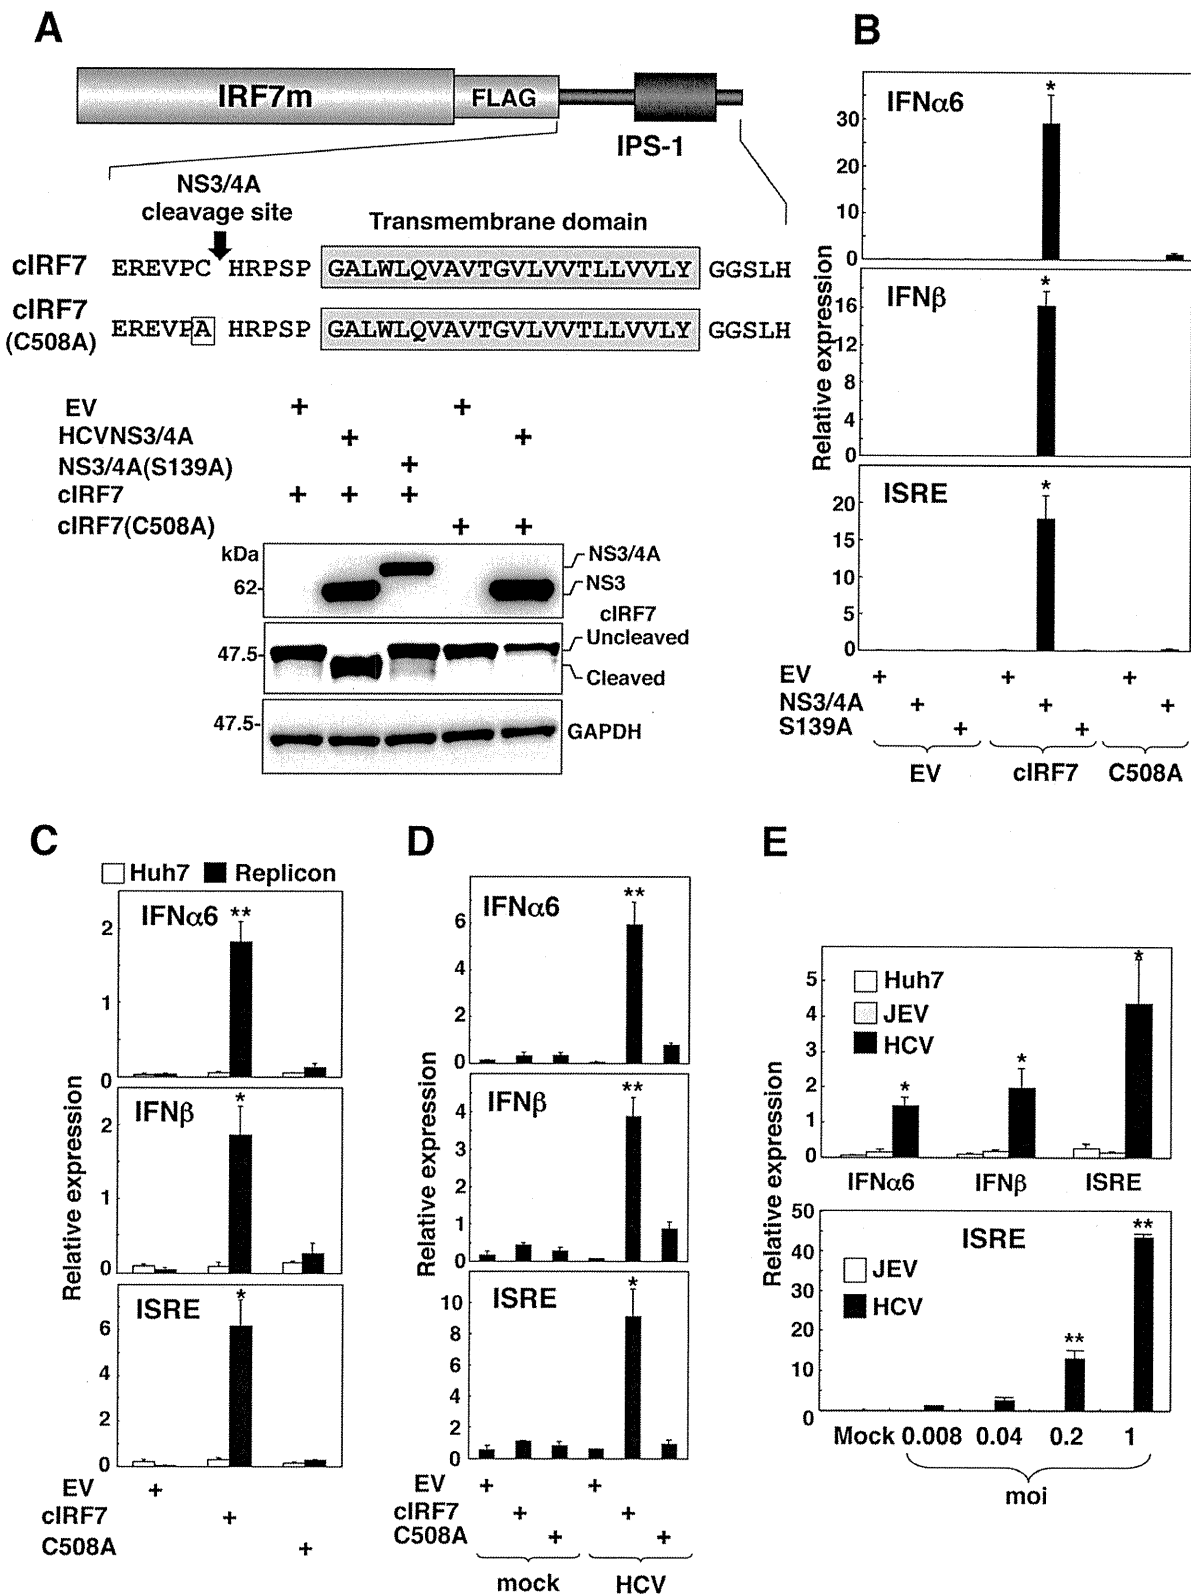 A
IRF7m
FLAG
IPS-1
NS3/4A
cleavage site
Transmembrane domain
cIRF7 EREVPC HRPSP GALWLQVAVTGVLVVTLLVVLY GGSLH
cIRF7
(C508A) EREVPA HRPSP GALWLQVAVTGVLVVTLLVVLY GGSLH
EV + +
HCVNS3/4A + +
NS3/4A(S139A) +
cIRF7 + + +
cIRF7(C508A) + +
kDa
62-
NS3/4A
NS3
cIRF7
47.5-
Uncleaved
Cleaved
47.5-
GAPDH
B
Relative expression
IFNα6
*
30
20
10
0
IFNβ
*
16
12
8
4
0
ISRE
*
20
15
10
5
0
EV + + +
NS3/4A + + +
S139A + +
EV cIRF7 C508A
C
Huh7 Replicon
Relative expression
IFNα6
**
2
1
0
IFNβ
*
2
1
0
ISRE
*
6
4
2
0
EV +
cIRF7 +
C508A +
D
Relative expression
IFNα6
**
6
4
2
0
IFNβ
**
4
3
2
1
0
ISRE
*
10
8
6
4
2
0
EV + +
cIRF7 + +
C508A + +
mock HCV
E
Relative expression
Huh7
JEV
HCV
* * *
5
4
3
2
1
0
IFNα6 IFNβ ISRE
ISRE
JEV
HCV
** **
50
40
30
20
10
0
Mock 0.008 0.04 0.2 1
moi